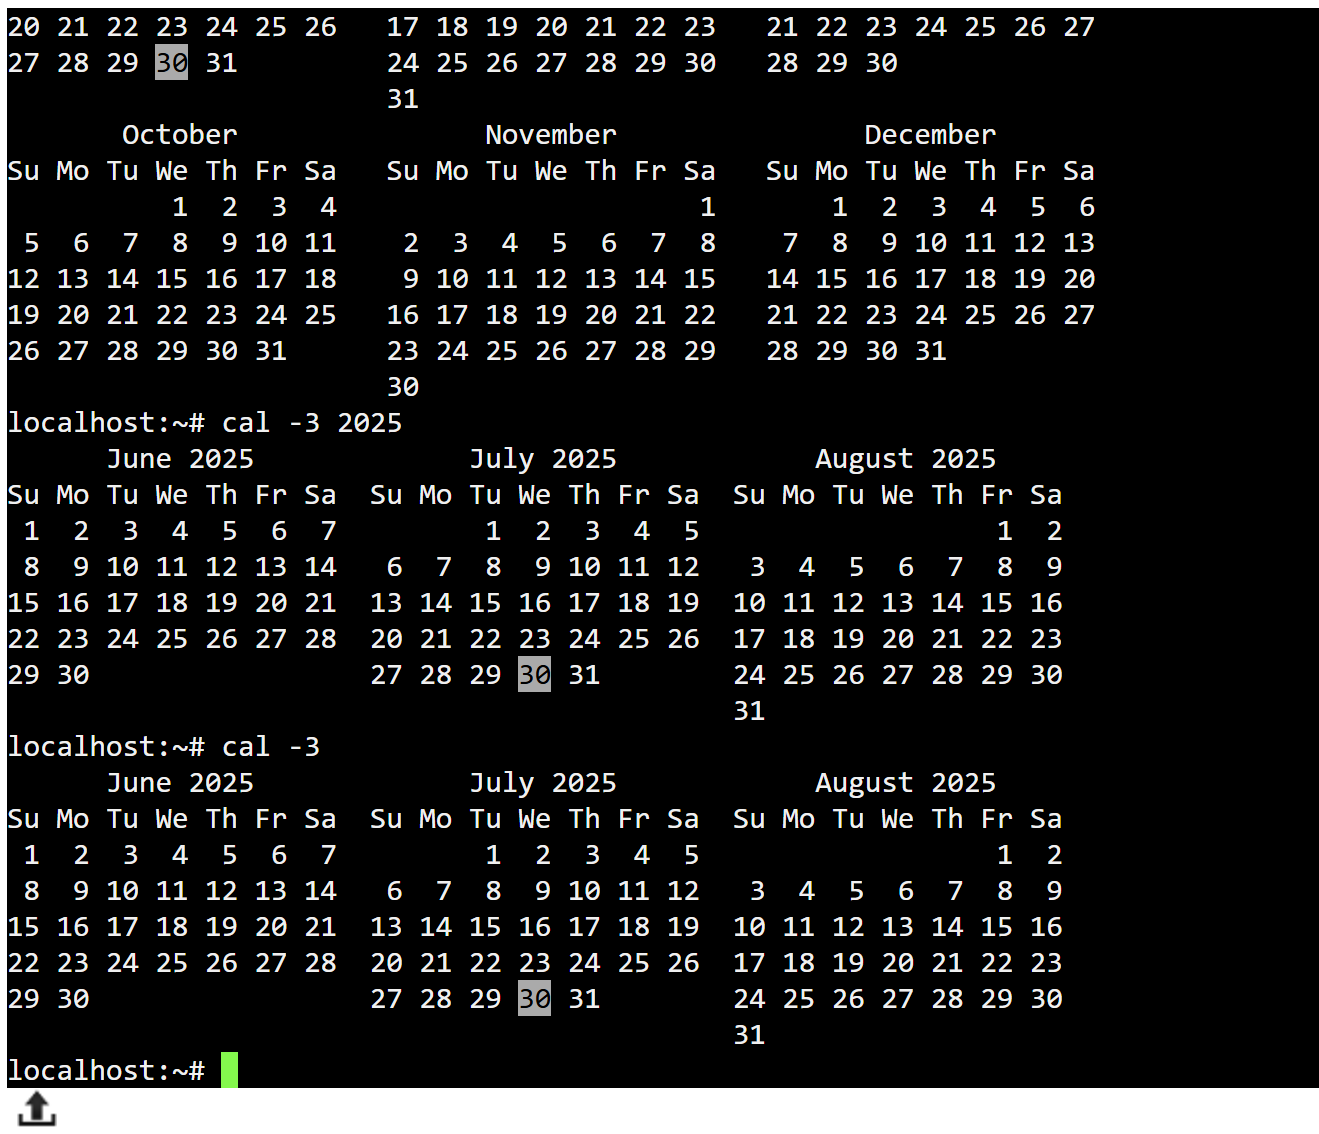 20 21 22 23 24 25 26   17 18 19 20 21 22 23   21 22 23 24 25 26 27
27 28 29 30 31         24 25 26 27 28 29 30   28 29 30
                       31
       October               November               December
Su Mo Tu We Th Fr Sa   Su Mo Tu We Th Fr Sa   Su Mo Tu We Th Fr Sa
          1  2  3  4                      1       1  2  3  4  5  6
 5  6  7  8  9 10 11    2  3  4  5  6  7  8    7  8  9 10 11 12 13
12 13 14 15 16 17 18    9 10 11 12 13 14 15   14 15 16 17 18 19 20
19 20 21 22 23 24 25   16 17 18 19 20 21 22   21 22 23 24 25 26 27
26 27 28 29 30 31      23 24 25 26 27 28 29   28 29 30 31
                       30
localhost:~# cal -3 2025
      June 2025             July 2025            August 2025
Su Mo Tu We Th Fr Sa  Su Mo Tu We Th Fr Sa  Su Mo Tu We Th Fr Sa
 1  2  3  4  5  6  7         1  2  3  4  5                  1  2
 8  9 10 11 12 13 14   6  7  8  9 10 11 12   3  4  5  6  7  8  9
15 16 17 18 19 20 21  13 14 15 16 17 18 19  10 11 12 13 14 15 16
22 23 24 25 26 27 28  20 21 22 23 24 25 26  17 18 19 20 21 22 23
29 30                 27 28 29 30 31        24 25 26 27 28 29 30
                                            31
localhost:~# cal -3
      June 2025             July 2025            August 2025
Su Mo Tu We Th Fr Sa  Su Mo Tu We Th Fr Sa  Su Mo Tu We Th Fr Sa
 1  2  3  4  5  6  7         1  2  3  4  5                  1  2
 8  9 10 11 12 13 14   6  7  8  9 10 11 12   3  4  5  6  7  8  9
15 16 17 18 19 20 21  13 14 15 16 17 18 19  10 11 12 13 14 15 16
22 23 24 25 26 27 28  20 21 22 23 24 25 26  17 18 19 20 21 22 23
29 30                 27 28 29 30 31        24 25 26 27 28 29 30
                                            31
localhost:~#